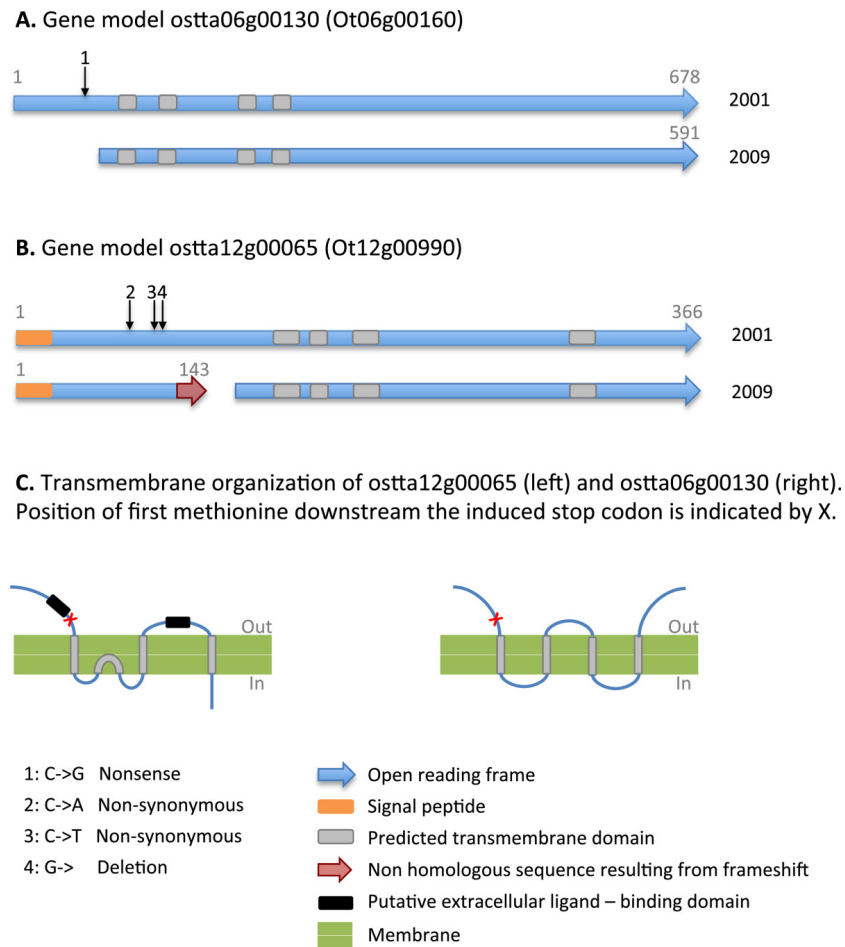 A. Gene model ostta06g00130 (Ot06g00160)
1
1
678
2001
591
2009
B. Gene model ostta12g00065 (Ot12g00990)
1
2 34
366
2001
1
143
2009
C. Transmembrane organization of ostta12g00065 (left) and ostta06g00130 (right).
Position of first methionine downstream the induced stop codon is indicated by X.
Out
In
Out
In
1: C->G Nonsense
2: C->A Non-synonymous
3: C->T Non-synonymous
4: G-> Deletion
Open reading frame
Signal peptide
Predicted transmembrane domain
Non homologous sequence resulting from frameshift
Putative extracellular ligand – binding domain
Membrane